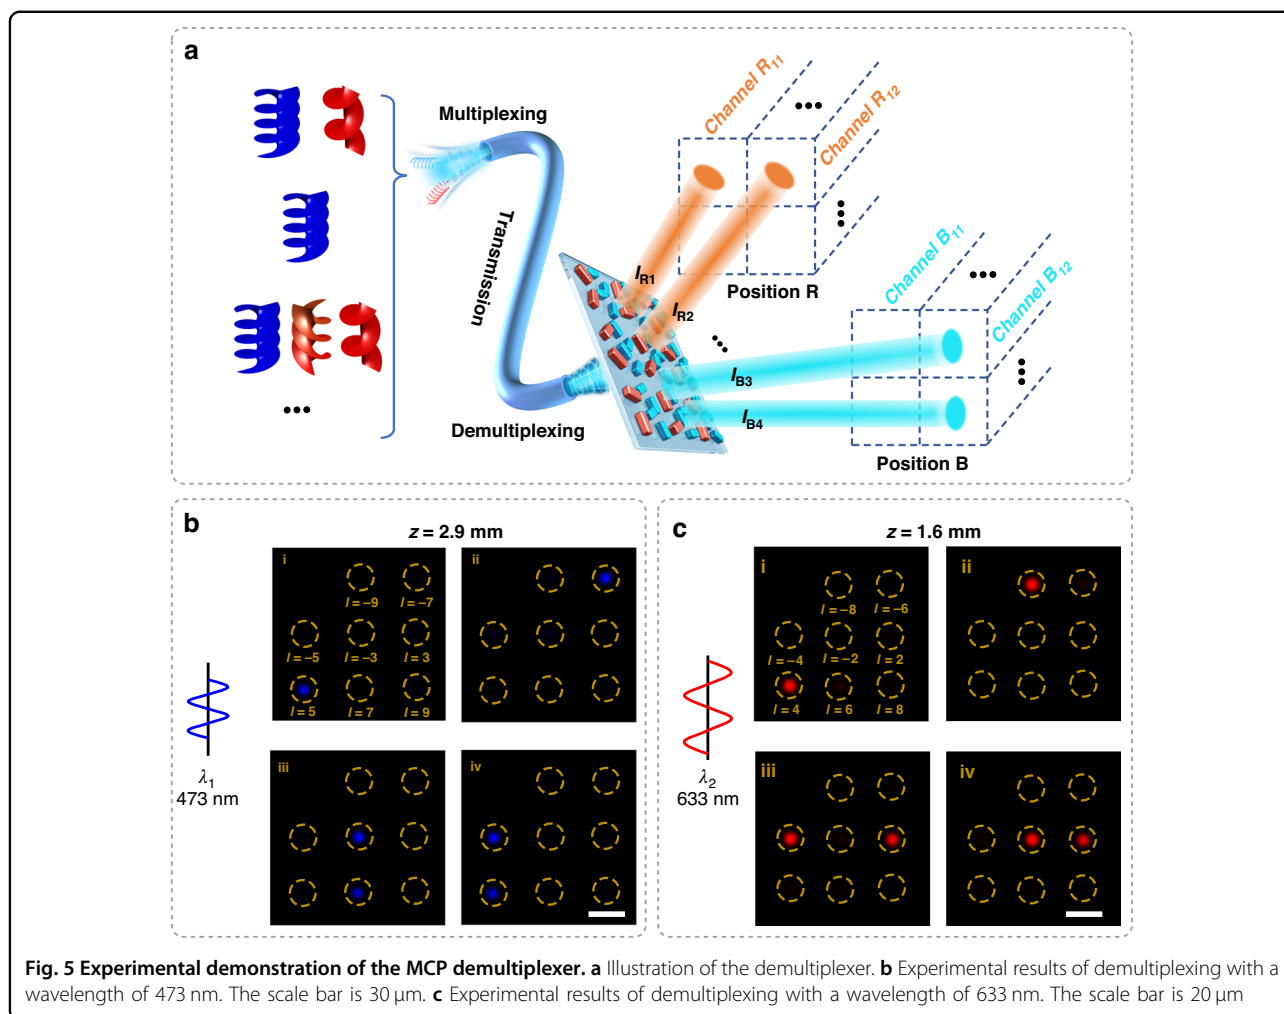 a
Multiplexing
Transmission
Demultiplexing
Channel R11
Channel R12
•••
lR1
lR2
Position R
Channel B11
Channel B12
•••
lB3
lB4
Position B
b
z = 2.9 mm
i
l = −9 l = −7
l = −5 l = −3 l = 3
l = 5 l = 7 l = 9
ii
iii
iv
λ1
473 nm
c
z = 1.6 mm
i
l = −8 l = −6
l = −4 l = −2 l = 2
l = 4 l = 6 l = 8
ii
iii
iv
λ2
633 nm
Fig. 5 Experimental demonstration of the MCP demultiplexer. a Illustration of the demultiplexer. b Experimental results of demultiplexing with a
wavelength of 473 nm. The scale bar is 30 μm. c Experimental results of demultiplexing with a wavelength of 633 nm. The scale bar is 20 μm